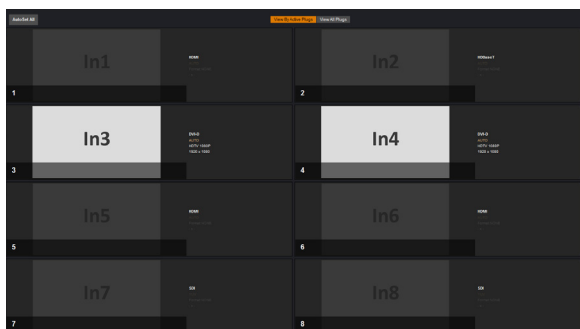 AutoSet All
View By Active Plugs
View All Plugs
In1
HDMI
1
In2
HDBaseT
2
In3
DVI-D
AUTO
HDTV 1080P
1920 x 1080
3
In4
DVI-D
AUTO
HDTV 1080P
1920 x 1080
4
In5
HDMI
5
In6
HDMI
6
In7
SDI
7
In8
SDI
8